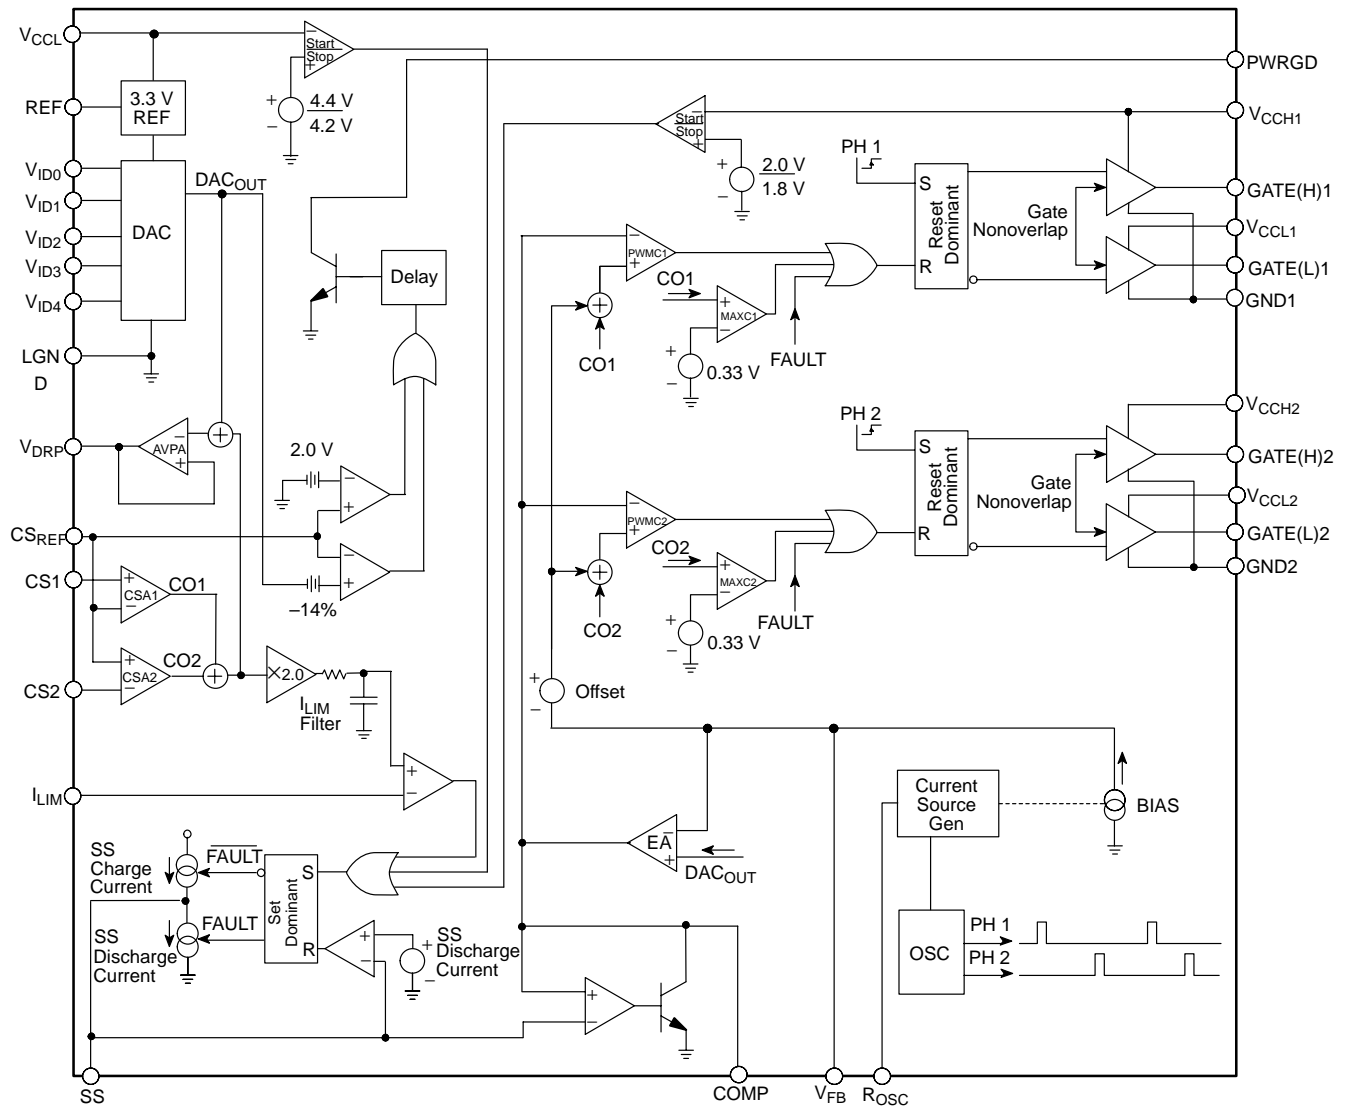 VCCL
REF
VID0
VID1
VID2
VID3
VID4
LGN
D
VDRP
CSREF
CS1
CS2
ILIM
3.3 V
REF
DAC
DACOUT
Start
Stop
+
−
4.4 V
4.2 V
PWRGD
VCCH1
Start
Stop
+
−
2.0 V
1.8 V
PH 1
S
R
Reset
Dominant
Gate
Nonoverlap
GATE(H)1
VCCL1
GATE(L)1
GND1
Delay
PWMC1
CO1
MAXC1
CO1
0.33 V
FAULT
AVPA
2.0 V
–14%
CSA1
CO1
CSA2
CO2
×2.0
ILIM
Filter
PH 2
S
R
Reset
Dominant
Gate
Nonoverlap
VCCH2
GATE(H)2
VCCL2
GATE(L)2
GND2
PWMC2
CO2
MAXC2
CO2
0.33 V
FAULT
Offset
Current
Source
Gen
BIAS
EA
DACOUT
SS
Charge
Current
FAULT
Set
Dominant
S
R
SS
Discharge
Current
FAULT
SS
Discharge
Current
OSC
PH 1
PH 2
SS
COMP
VFB
ROSC